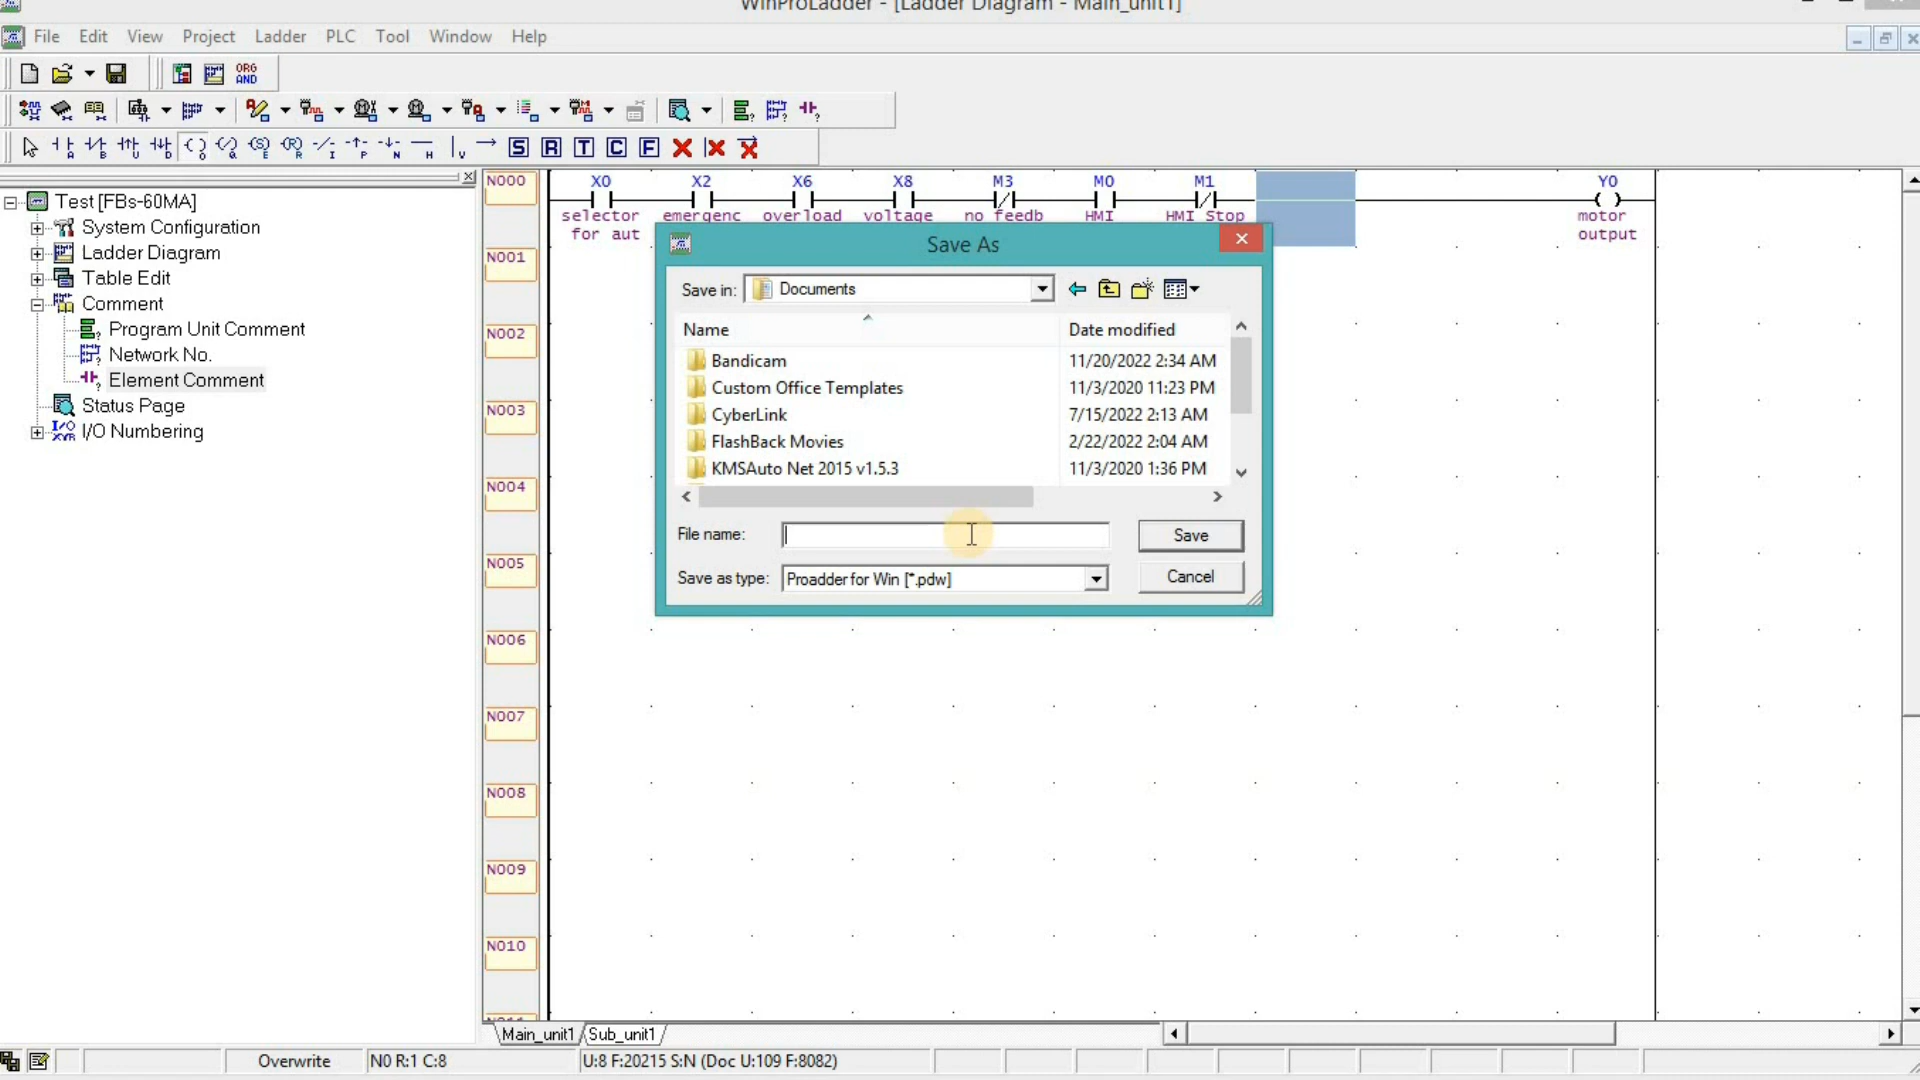 WinProLadder - [Ladder Diagram - Main_unit1]
File Edit View Project Ladder PLC Tool Window Help
ORG
AND
Test [FBs-60MA]
System Configuration
Ladder Diagram
Table Edit
Comment
Program Unit Comment
Network No.
Element Comment
Status Page
I/O Numbering
N000
N001
N002
N003
N004
N005
N006
N007
N008
N009
N010
X0 X2 X6 X8 M3 M0 M1 Y0
selector emergenc overload voltage no feedb HMI HMI Stop motor
for aut output
Save As
Save in: Documents
Name Date modified
Bandicam 11/20/2022 2:34 AM
Custom Office Templates 11/3/2020 11:23 PM
CyberLink 7/15/2022 2:13 AM
FlashBack Movies 2/22/2022 2:04 AM
KMSAuto Net 2015 v1.5.3 11/3/2020 1:36 PM
File name: Save
Save as type: Proadder for Win [*.pdw] Cancel
Main_unit1 Sub_unit1
Overwrite N0 R:1 C:8 U:8 F:20215 S:N (Doc U:109 F:8082)